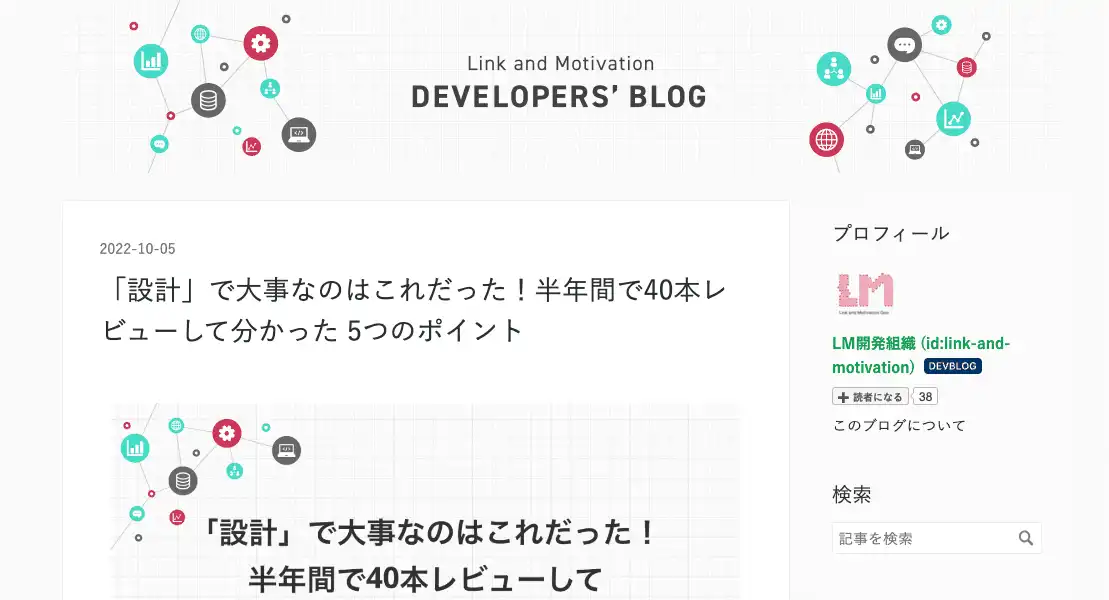 Link and Motivation
DEVELOPERS’ BLOG
2022-10-05
「設計」で大事なのはこれだった！半年間で40本レ
ビューして分かった 5つのポイント
「設計」で大事なのはこれだった！
半年間で40本レビューして
プロフィール
LM
Link and Motivation Dev
LM開発組織 (id:link-and-
motivation) DEVBLOG
読者になる 38
このブログについて
検索
記事を検索